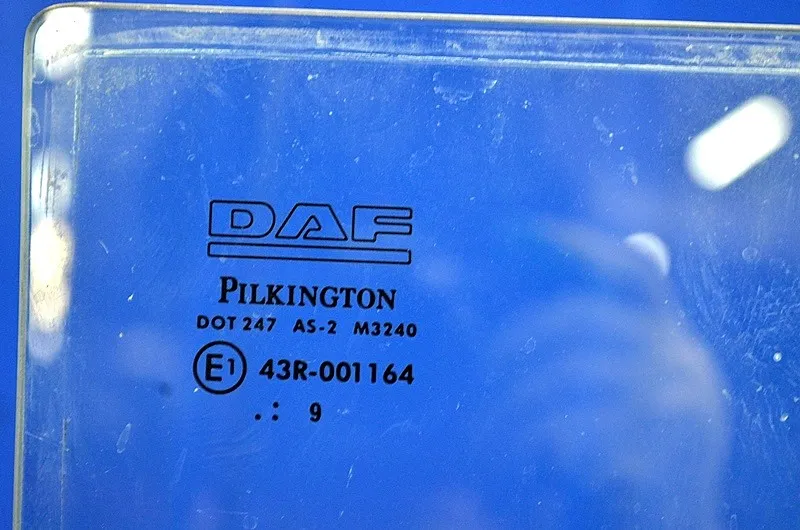 DAF
PILKINGTON
DOT 247 AS-2 M3240
E1 43R-001164
.: 9